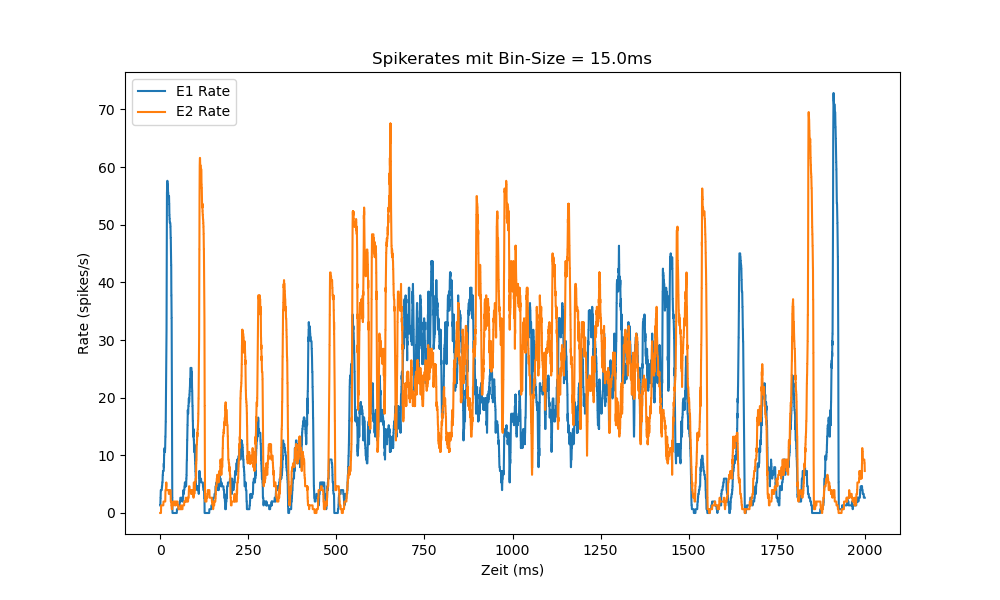 Spikerates mit Bin-Size = 15.0ms
E1 Rate
E2 Rate
70
60
50
40
30
20
10
0
Rate (spikes/s)
0 250 500 750 1000 1250 1500 1750 2000
Zeit (ms)